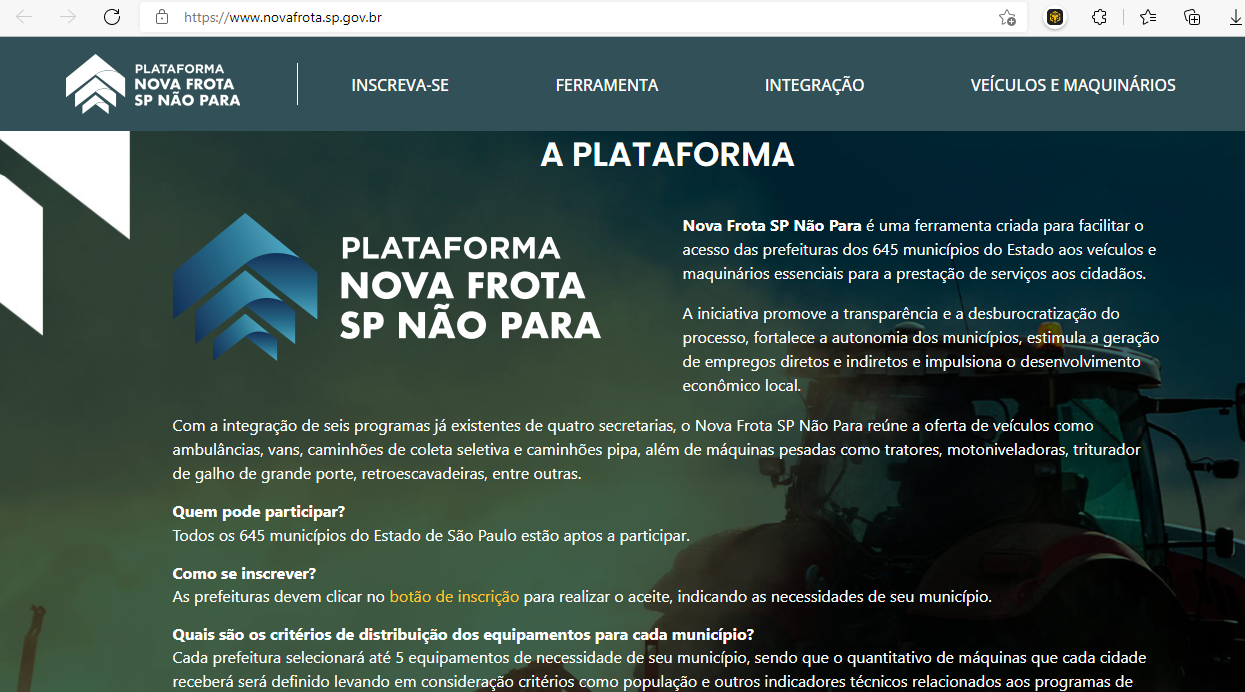 https://www.novafrota.sp.gov.br
PLATAFORMA
NOVA FROTA
SP NÃO PARA
INSCREVA-SE
FERRAMENTA
INTEGRAÇÃO
VEÍCULOS E MAQUINÁRIOS
A PLATAFORMA
PLATAFORMA
NOVA FROTA
SP NÃO PARA
Nova Frota SP Não Para é uma ferramenta criada para facilitar o
acesso das prefeituras dos 645 municípios do Estado aos veículos e
maquinários essenciais para a prestação de serviços aos cidadãos.
A iniciativa promove a transparência e a desburocratização do
processo, fortalece a autonomia dos municípios, estimula a geração
de empregos diretos e indiretos e impulsiona o desenvolvimento
econômico local.
Com a integração de seis programas já existentes de quatro secretarias, o Nova Frota SP Não Para reúne a oferta de veículos como
ambulâncias, vans, caminhões de coleta seletiva e caminhões pipa, além de máquinas pesadas como tratores, motoniveladoras, triturador
de galho de grande porte, retroescavadeiras, entre outras.
Quem pode participar?
Todos os 645 municípios do Estado de São Paulo estão aptos a participar.
Como se inscrever?
As prefeituras devem clicar no botão de inscrição para realizar o aceite, indicando as necessidades de seu município.
Quais são os critérios de distribuição dos equipamentos para cada município?
Cada prefeitura selecionará até 5 equipamentos de necessidade de seu município, sendo que o quantitativo de máquinas que cada cidade
receberá será definido levando em consideração critérios como população e outros indicadores técnicos relacionados aos programas de